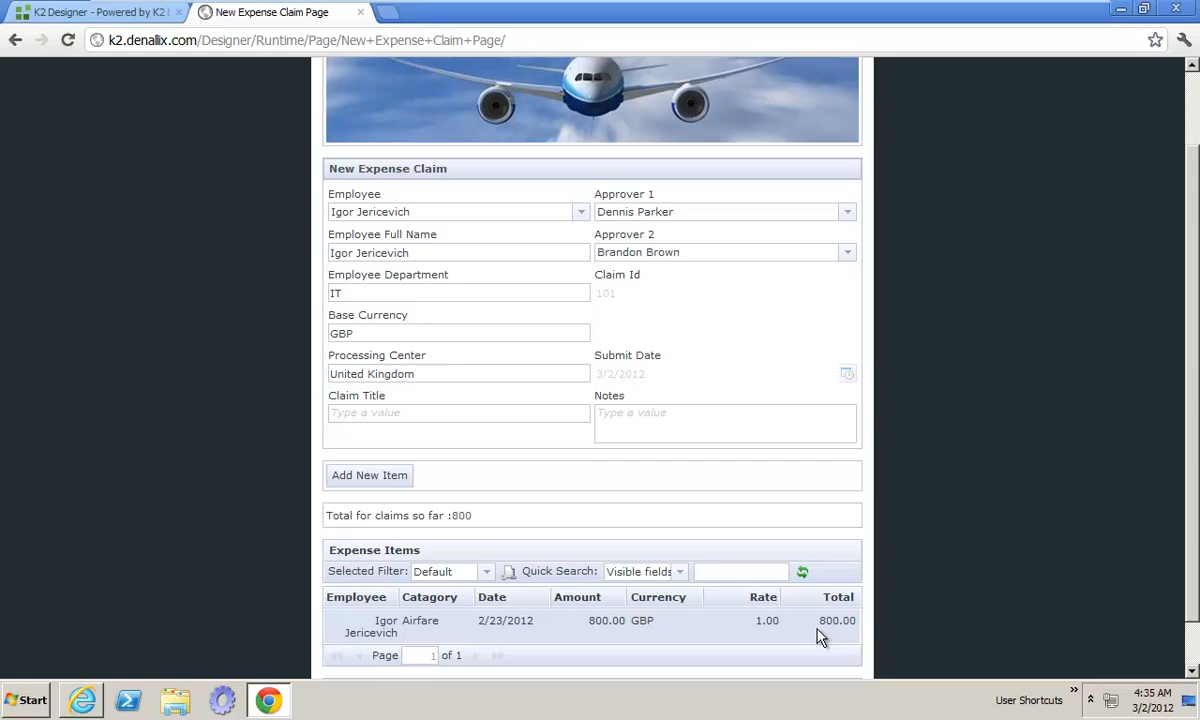 K2 Designer - Powered by K2 b
New Expense Claim Page
k2.denallix.com/Designer/Runtime/Page/New+Expense+Claim+Page/
New Expense Claim
Employee
Approver 1
Igor Jericevich
Dennis Parker
Employee Full Name
Approver 2
Igor Jericevich
Brandon Brown
Employee Department
Claim Id
IT
101
Base Currency
GBP
Processing Center
Submit Date
United Kingdom
3/2/2012
Claim Title
Notes
Type a value
Type a value
Add New Item
Total for claims so far :800
Expense Items
Selected Filter: Default Quick Search: Visible fields
Employee Catagory Date Amount Currency Rate Total
Igor Jericevich Airfare 2/23/2012 800.00 GBP 1.00 800.00
Page 1 of 1
Start
User Shortcuts
4:35 AM
3/2/2012